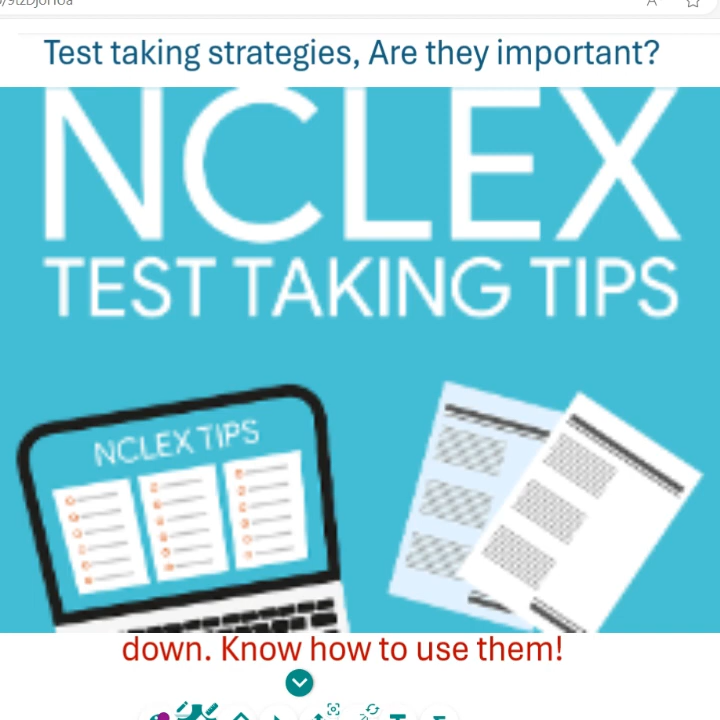 Test taking strategies, Are they important?
NCLEX
TEST TAKING TIPS
NCLEX TIPS
down. Know how to use them!